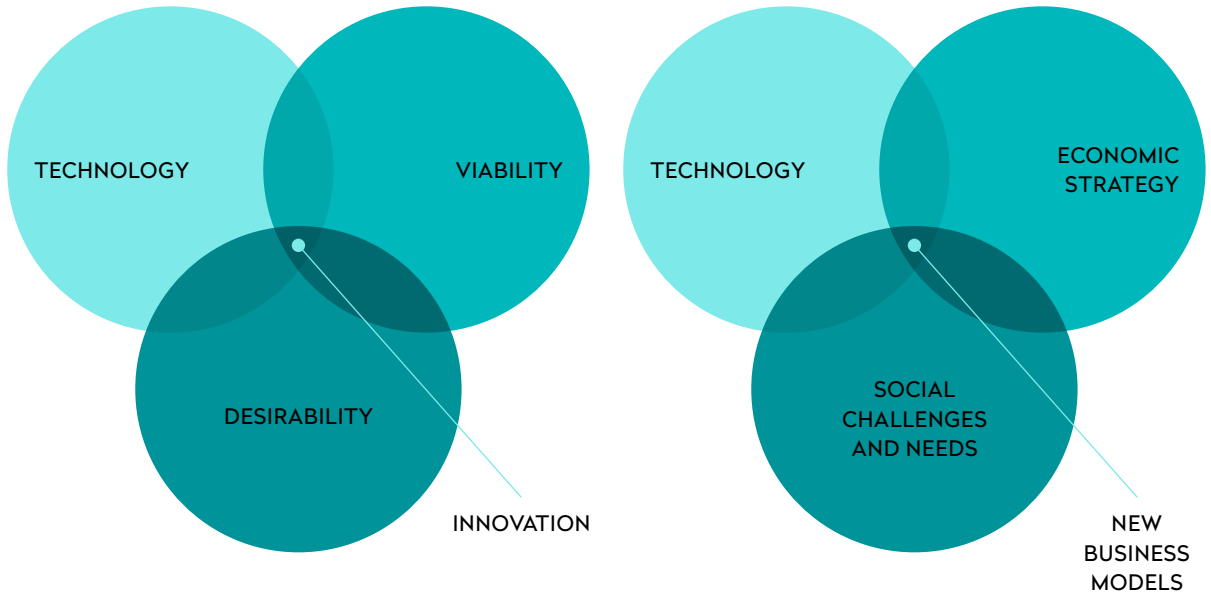 TECHNOLOGY
VIABILITY
DESIRABILITY
INNOVATION
TECHNOLOGY
ECONOMIC
STRATEGY
SOCIAL
CHALLENGES
AND NEEDS
NEW
BUSINESS
MODELS